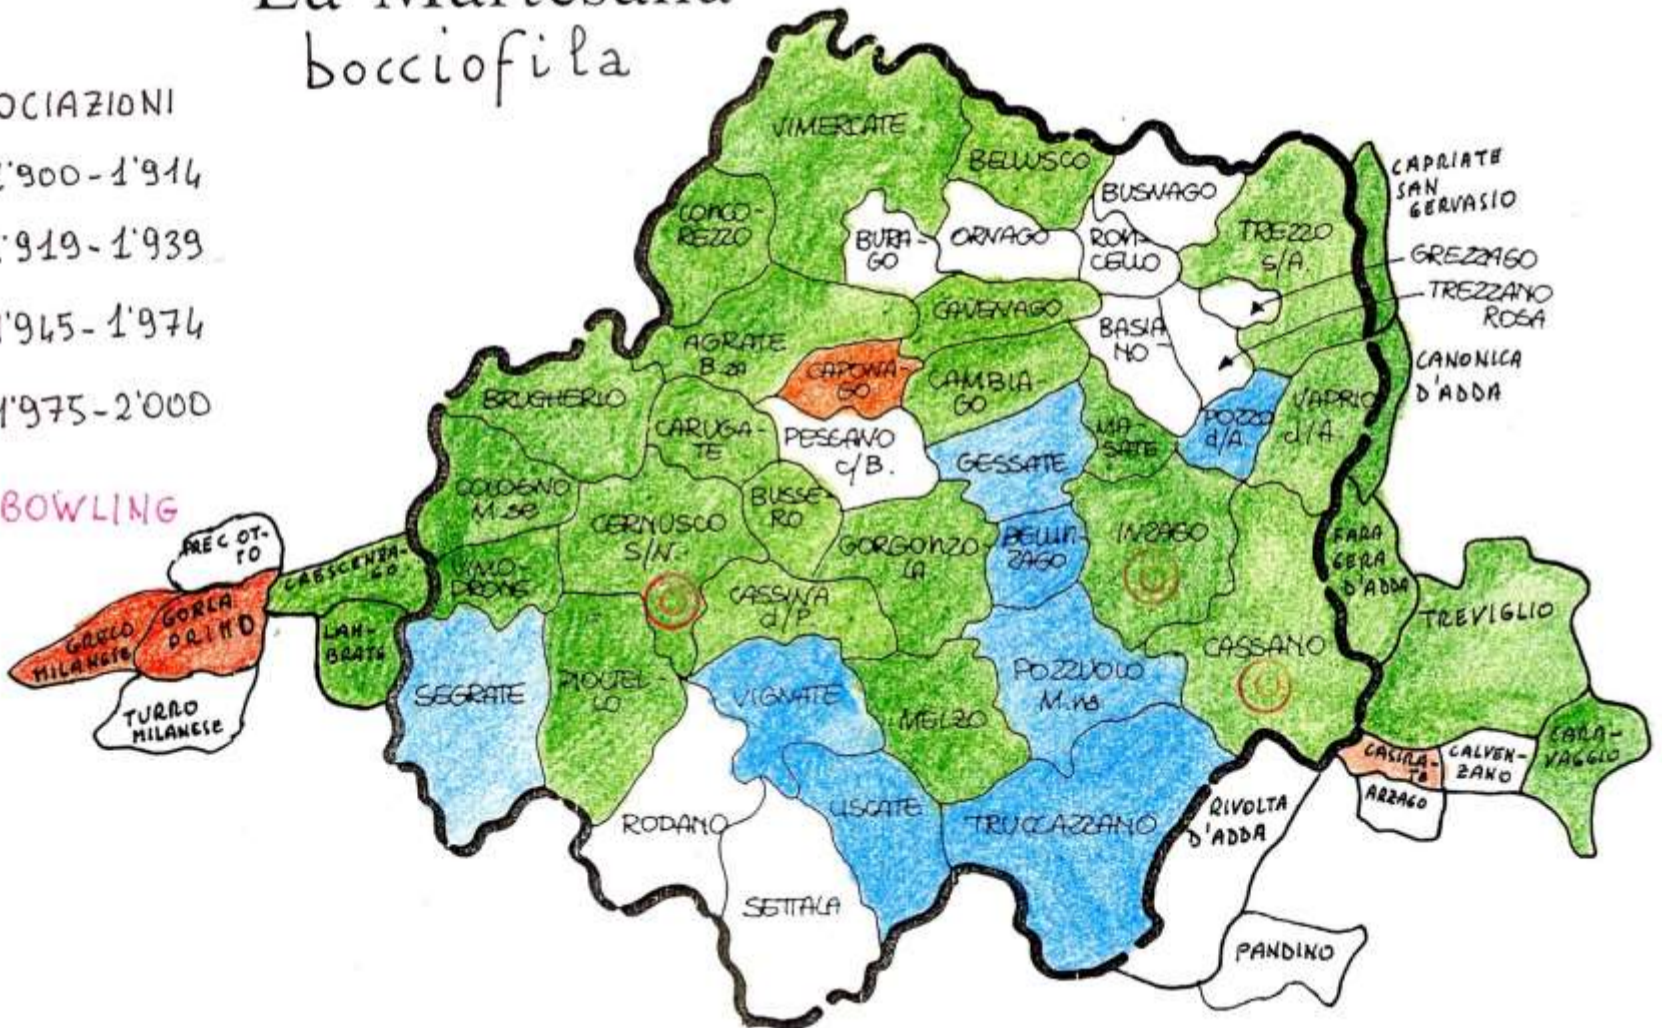 La Martesana
bocciofila
OCIAZIONI
1'900-1'914
1'919-1'939
1'945-1'974
1'975-2'000
BOWLING
VIMERCATE
BELLUSCO
BUSNAGO
CAPRIATE
SAN
GERVASIO
CONCO-
REZZO
BURA-
GO
ORNAGO
RON-
CELLO
TREZZO
s/A.
GREZZAGO
TREZZANO
ROSA
CAVENAGO
BASIA
NO
AGRATE
B.za
CAPONA-
GO
CAMBIA-
GO
CANONICA
D'ADDA
BRUGHERIO
CARUGA-
TE
PESSANO
c/B.
GESSATE
MA-
SATE
POZZO
d/A.
VAPRIO
d/A.
COLOGNO
M.se
CERNUSCO
S/N.
BUSSE-
RO
GORGONZO-
LA
BELLIN-
ZAGO
INZAGO
FARA
GERA
D'ADDA
PRECOT-
TO
CRESCENZA-
GO
VIMO-
DRONE
CASSINA
d/P.
TREVIGLIO
GRECO
MILANESE
GORLA
PRIMO
LAM-
BRATE
TURRO
MILANESE
SEGRATE
PIOLTEL-
LO
VIGNATE
MELZO
POZZUOLO
M.na
CASSANO
CASIRA-
TE
CALVEN-
ZANO
CARA-
VAGGIO
ARZAGO
RODANO
LISCATE
TRUCCAZZANO
RIVOLTA
D'ADDA
SETTALA
PANDINO